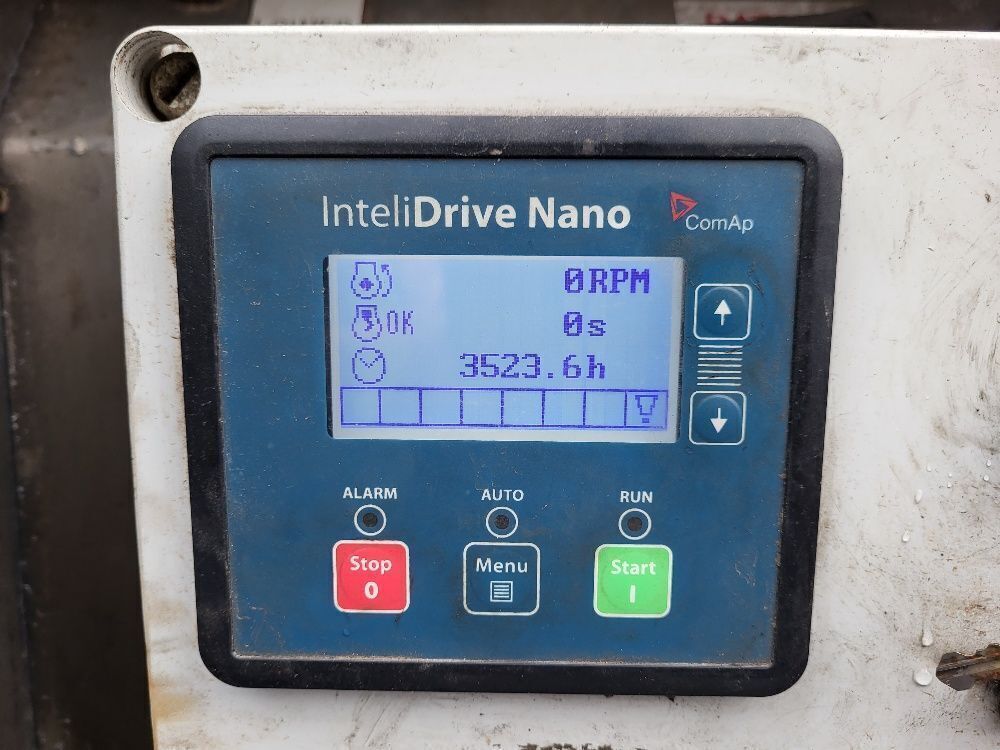 InteliDrive Nano
ComAp
0RPM
OK 0s
3523.6h
ALARM AUTO RUN
Stop Menu Start
0 I